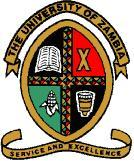 THE UNIVERSITY OF ZAMBIA
SERVICE AND EXCELLENCE